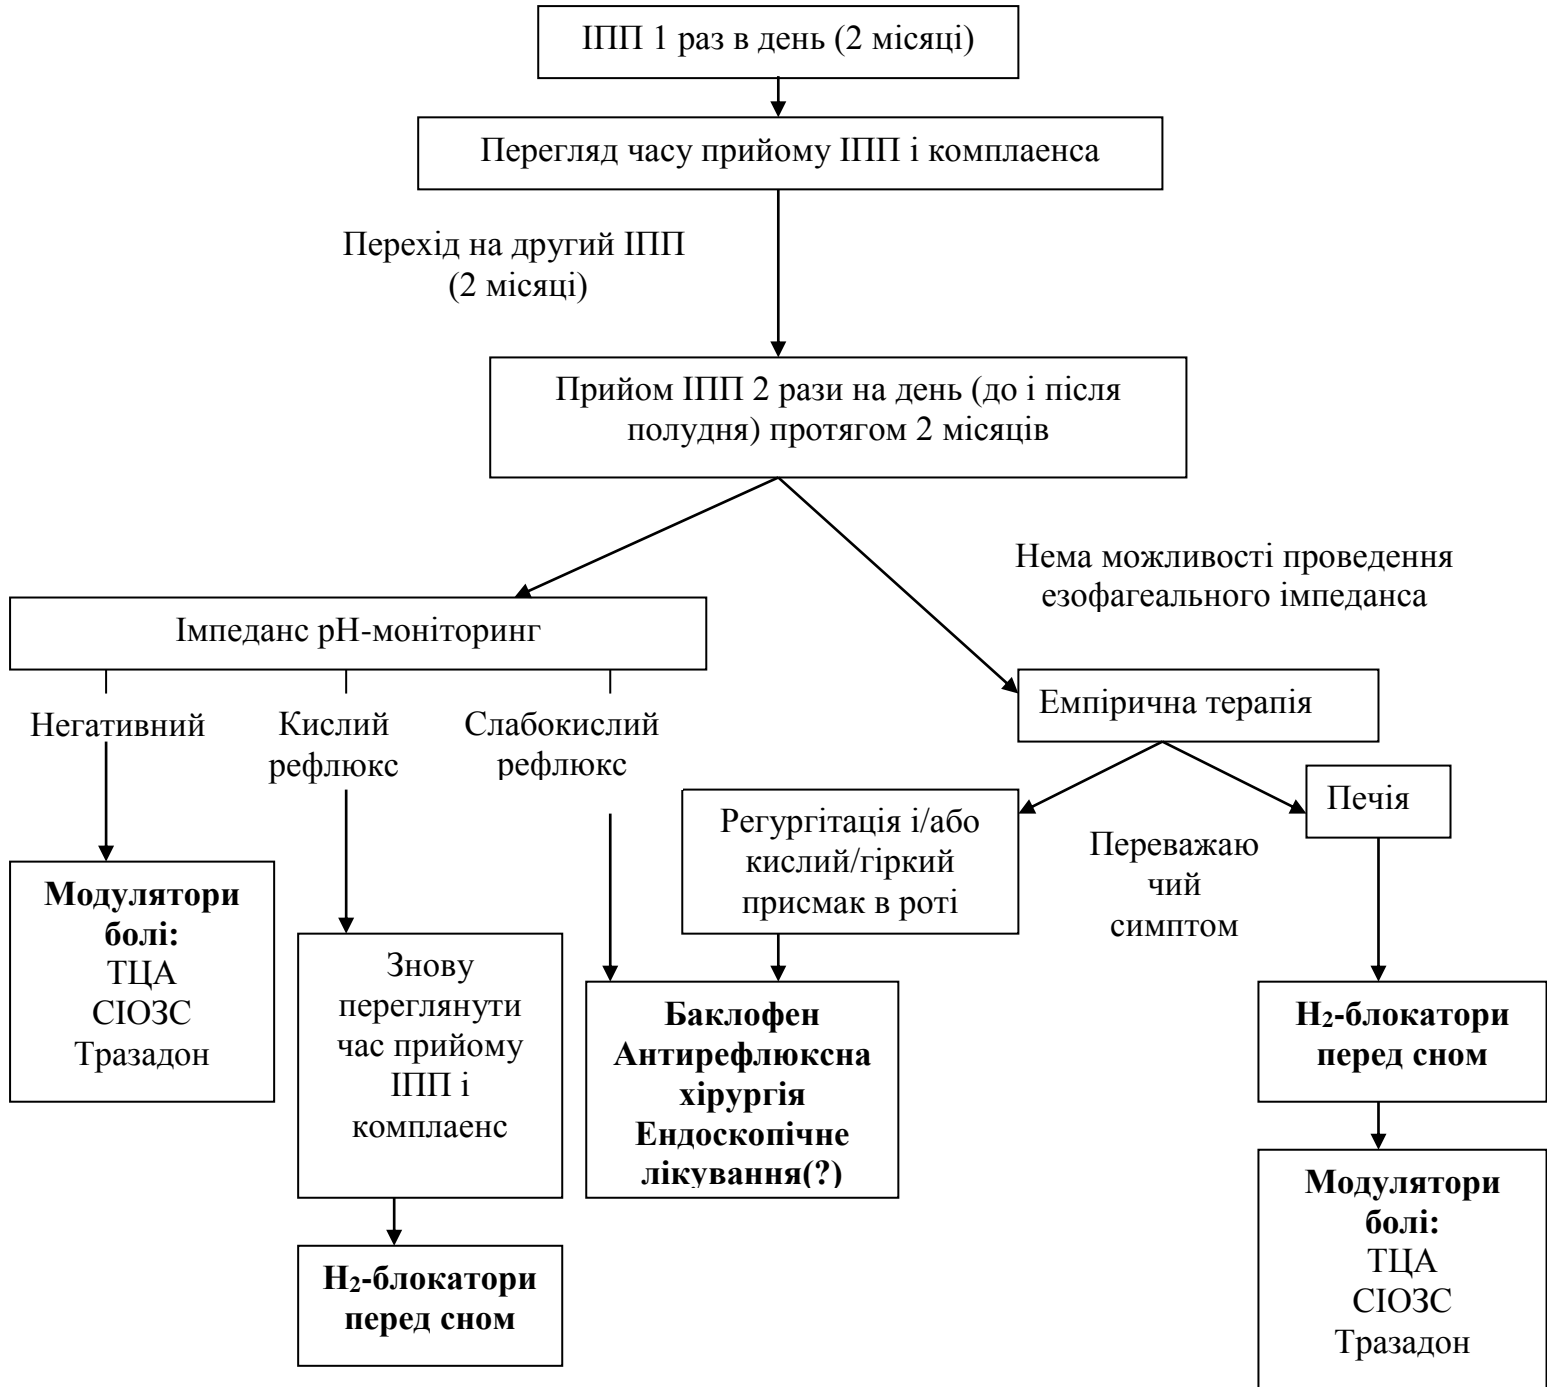 ІПП 1 раз в день (2 місяці)
Перегляд часу прийому ІПП і комплаенса
Перехід на другий ІПП
(2 місяці)
Прийом ІПП 2 рази на день (до і після
полудня) протягом 2 місяців
Нема можливості проведення
езофагеального імпеданса
Імпеданс рН-моніторинг
Емпірична терапія
Негативний
Кислий
рефлюкс
Слабокислий
рефлюкс
Регургітація і/або
кислий/гіркий
присмак в роті
Переважаю
чий
симптом
Печія
Модулятори
болі:
ТЦА
СІОЗС
Тразадон
Знову
переглянути
час прийому
ІПП і
комплаенс
Баклофен
Антирефлюксна
хірургія
Ендоскопічне
лікування(?)
Н₂-блокатори
перед сном
Н₂-блокатори
перед сном
Модулятори
болі:
ТЦА
СІОЗС
Тразадон